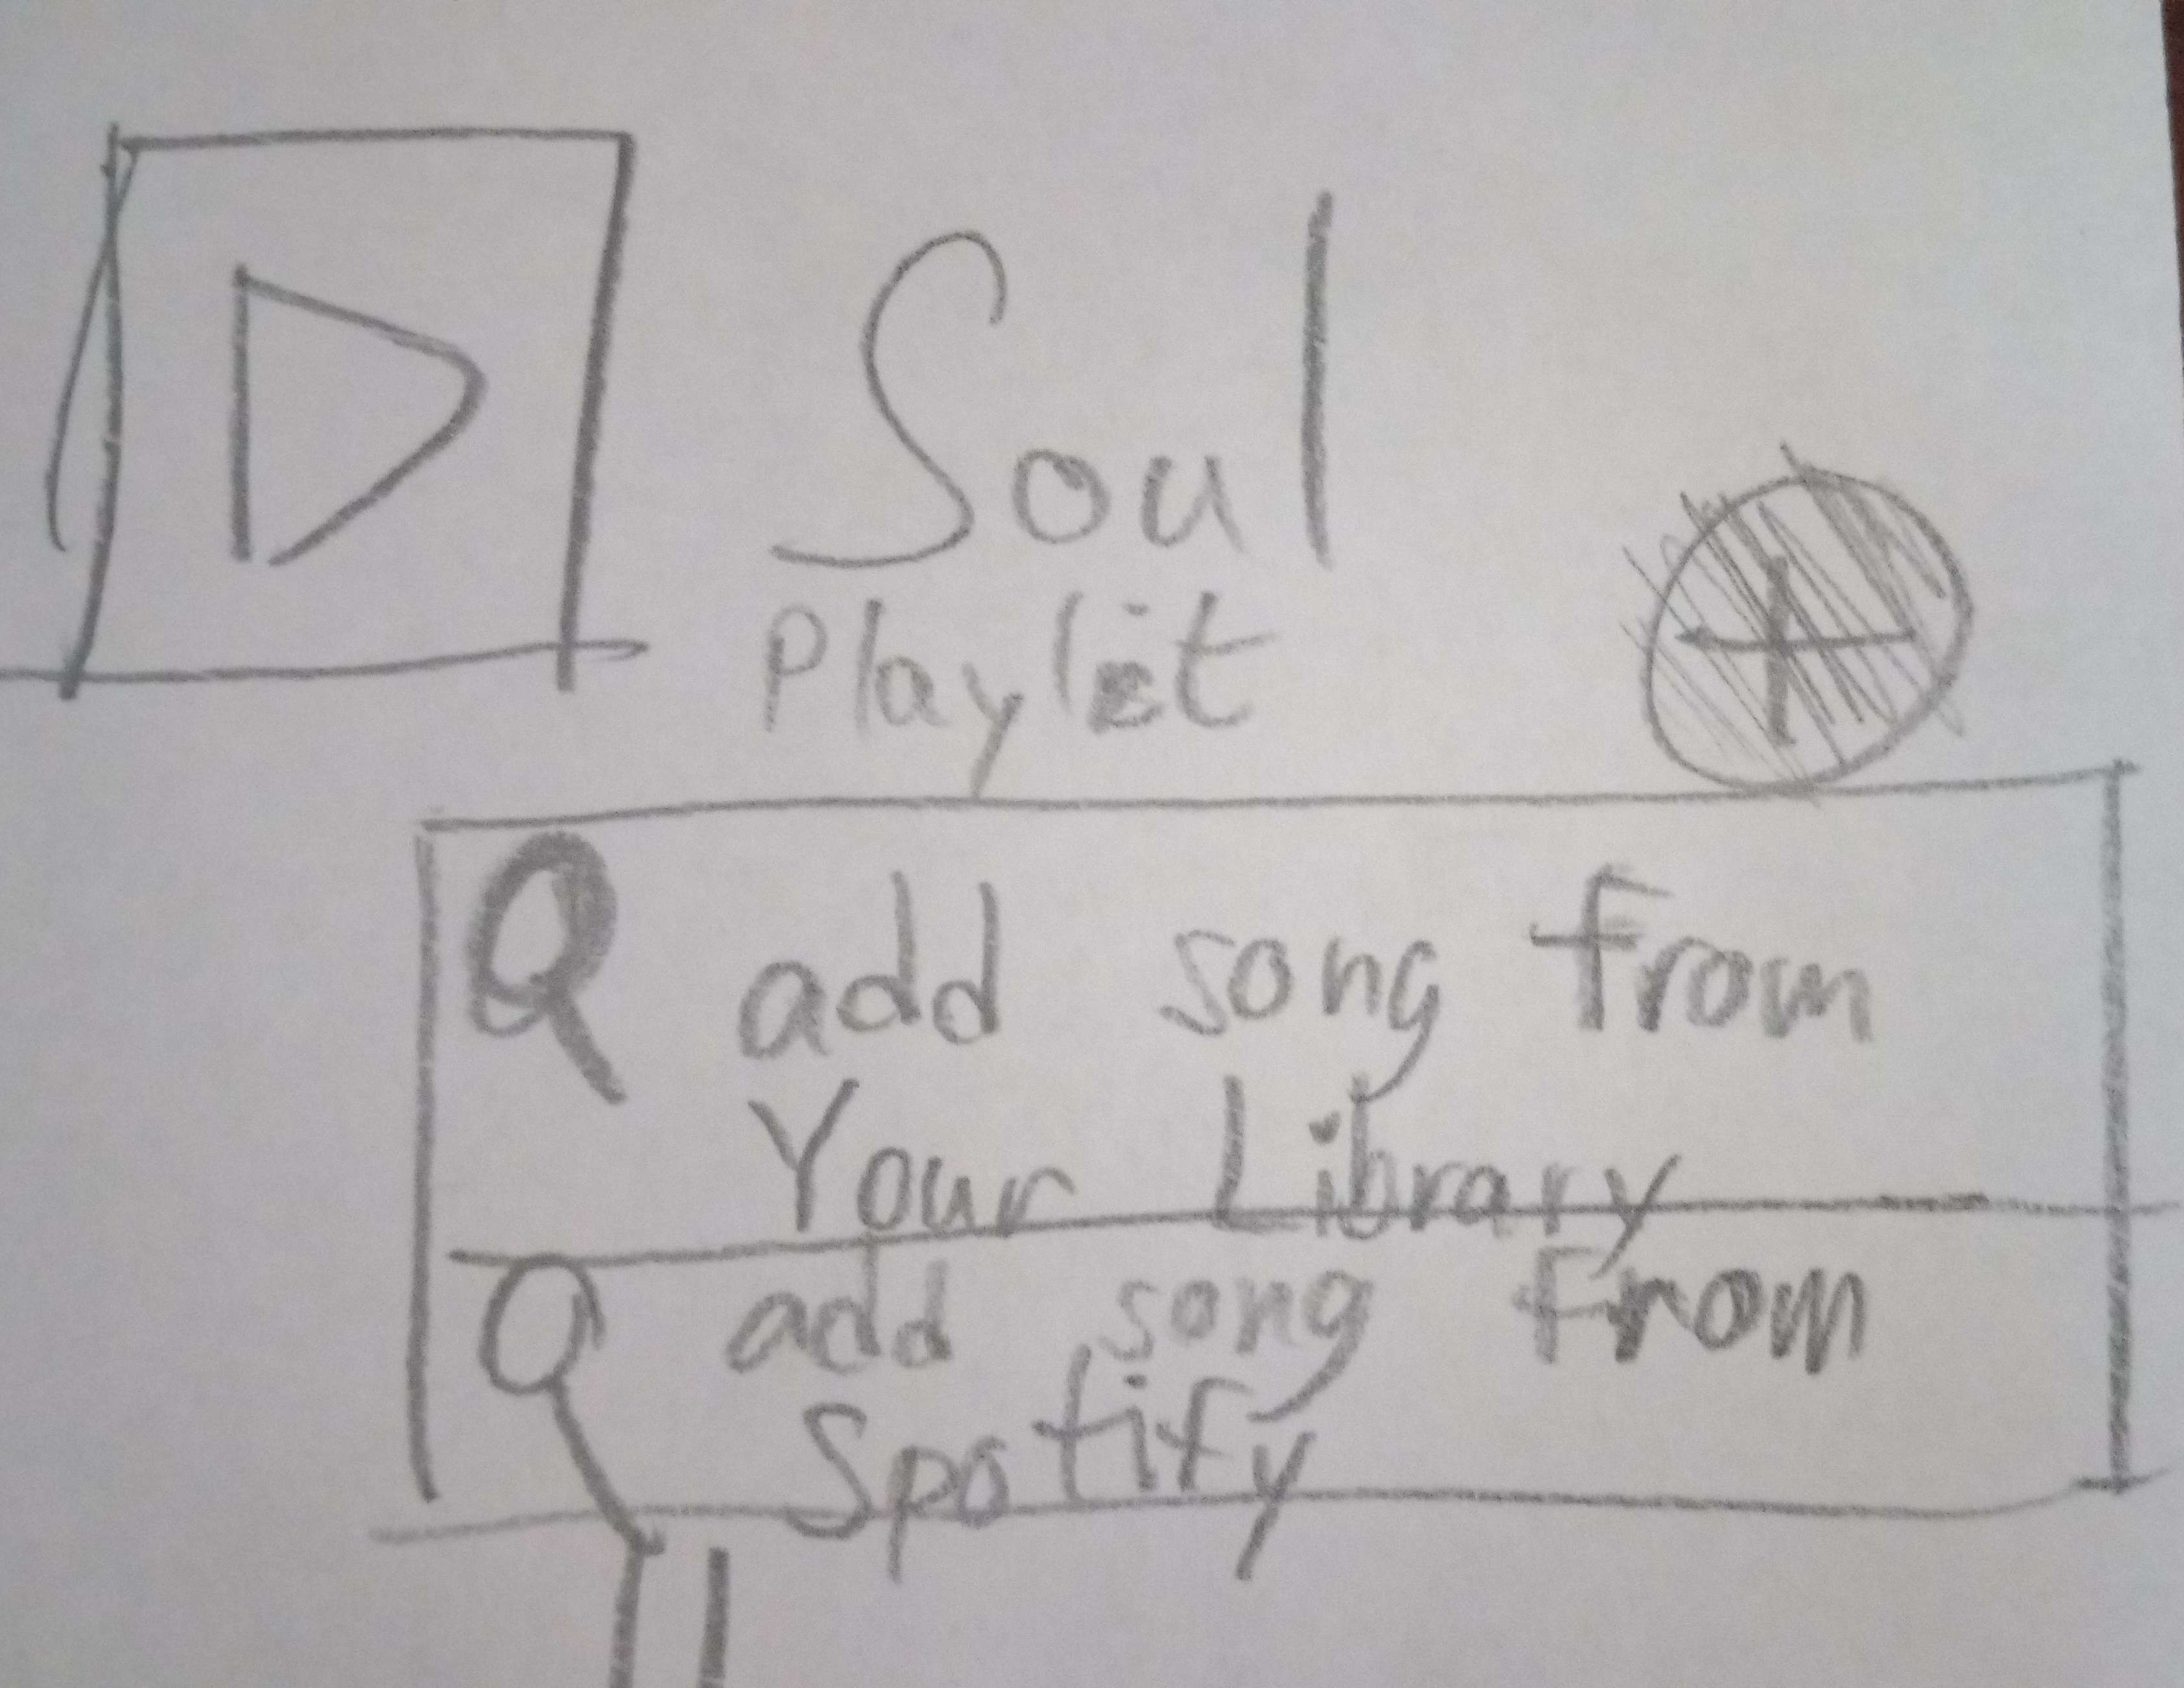 Soul
Playlist
add song from
Your Library
add song from
Spotify